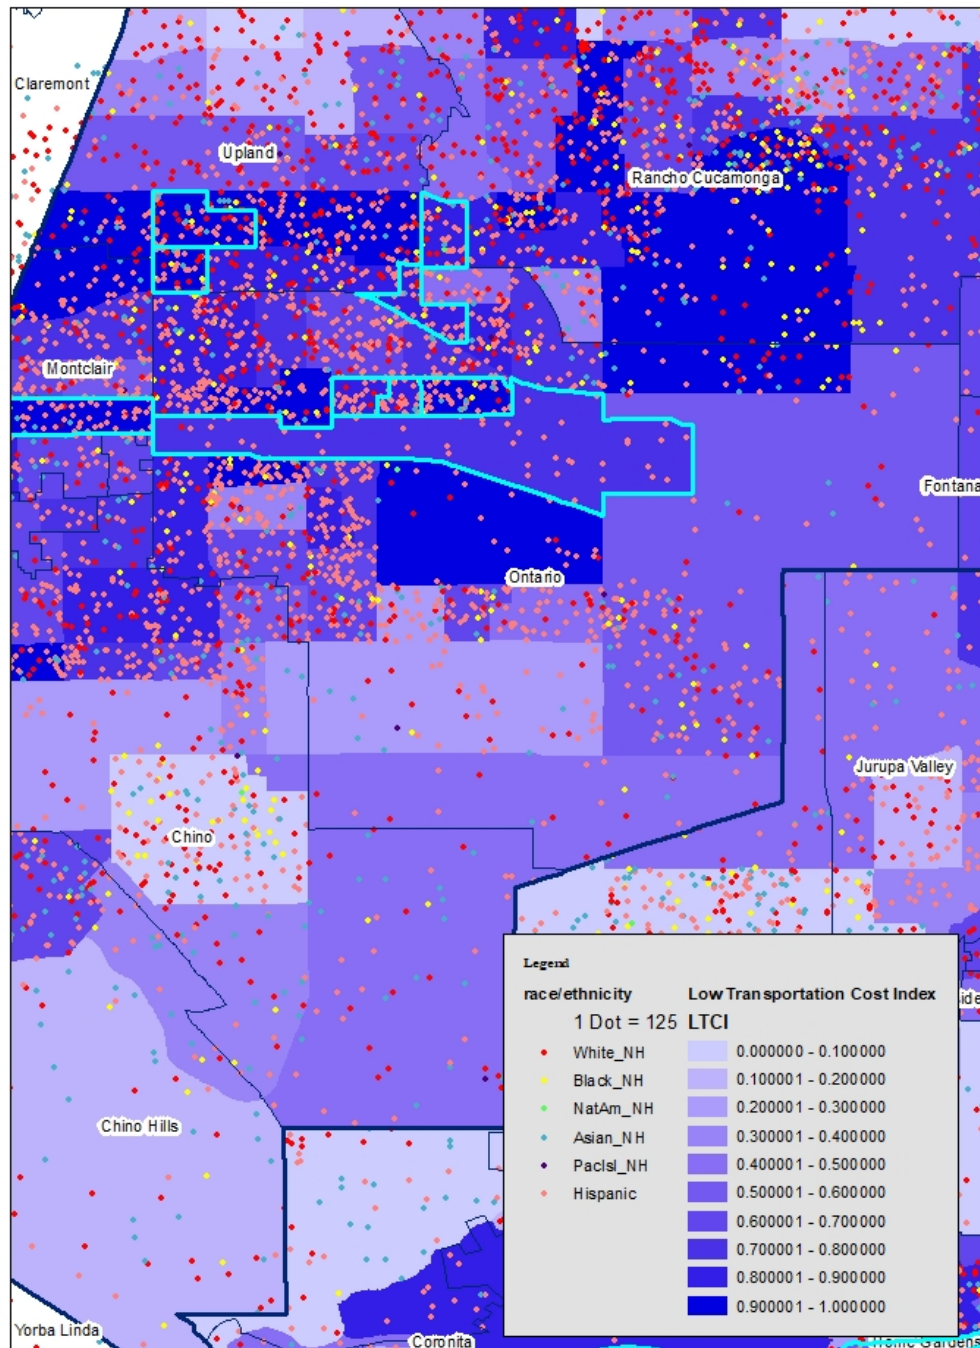 Claremont
Upland
Rancho Cucamonga
Montclair
Fontana
Ontario
Jurupa Valley
Chino
Legend
race/ethnicity Low Transportation Cost Index
1 Dot = 125 LTCI
White_NH 0.000000 - 0.100000
Black_NH 0.100001 - 0.200000
NatAm_NH 0.200001 - 0.300000
Asian_NH 0.300001 - 0.400000
PacIsl_NH 0.400001 - 0.500000
Hispanic 0.500001 - 0.600000
0.600001 - 0.700000
0.700001 - 0.800000
0.800001 - 0.900000
0.900001 - 1.000000
side
Chino Hills
Yorba Linda
Coronita
Home Gardens